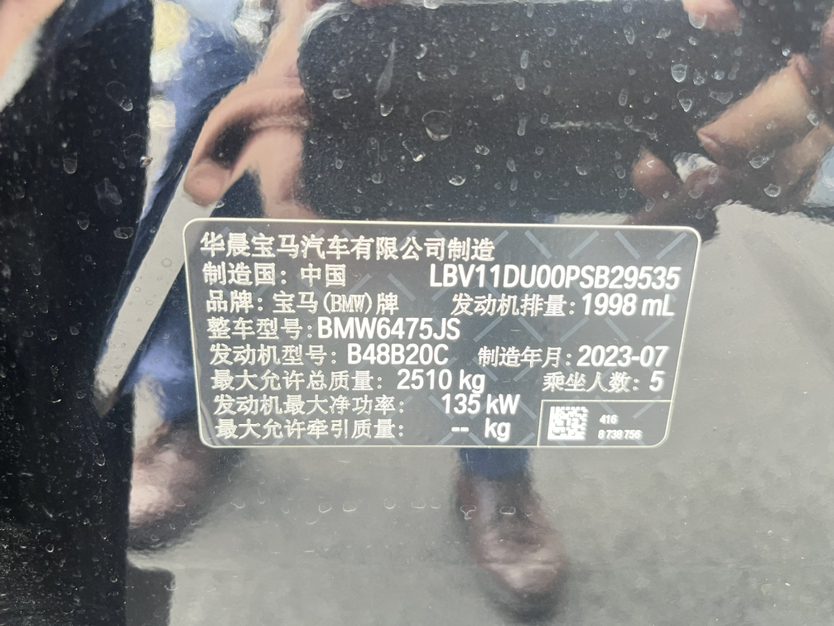 华晨宝马汽车有限公司制造
制造国: 中国 LBV11DU00PSB29535
品牌: 宝马(BMW)牌 发动机排量: 1998 mL
整车型号: BMW6475JS
发动机型号: B48B20C 制造年月: 2023-07
最大允许总质量: 2510 kg 乘坐人数: 5
发动机最大净功率: 135 kW
最大允许牵引质量: -- kg
416
8 738 756